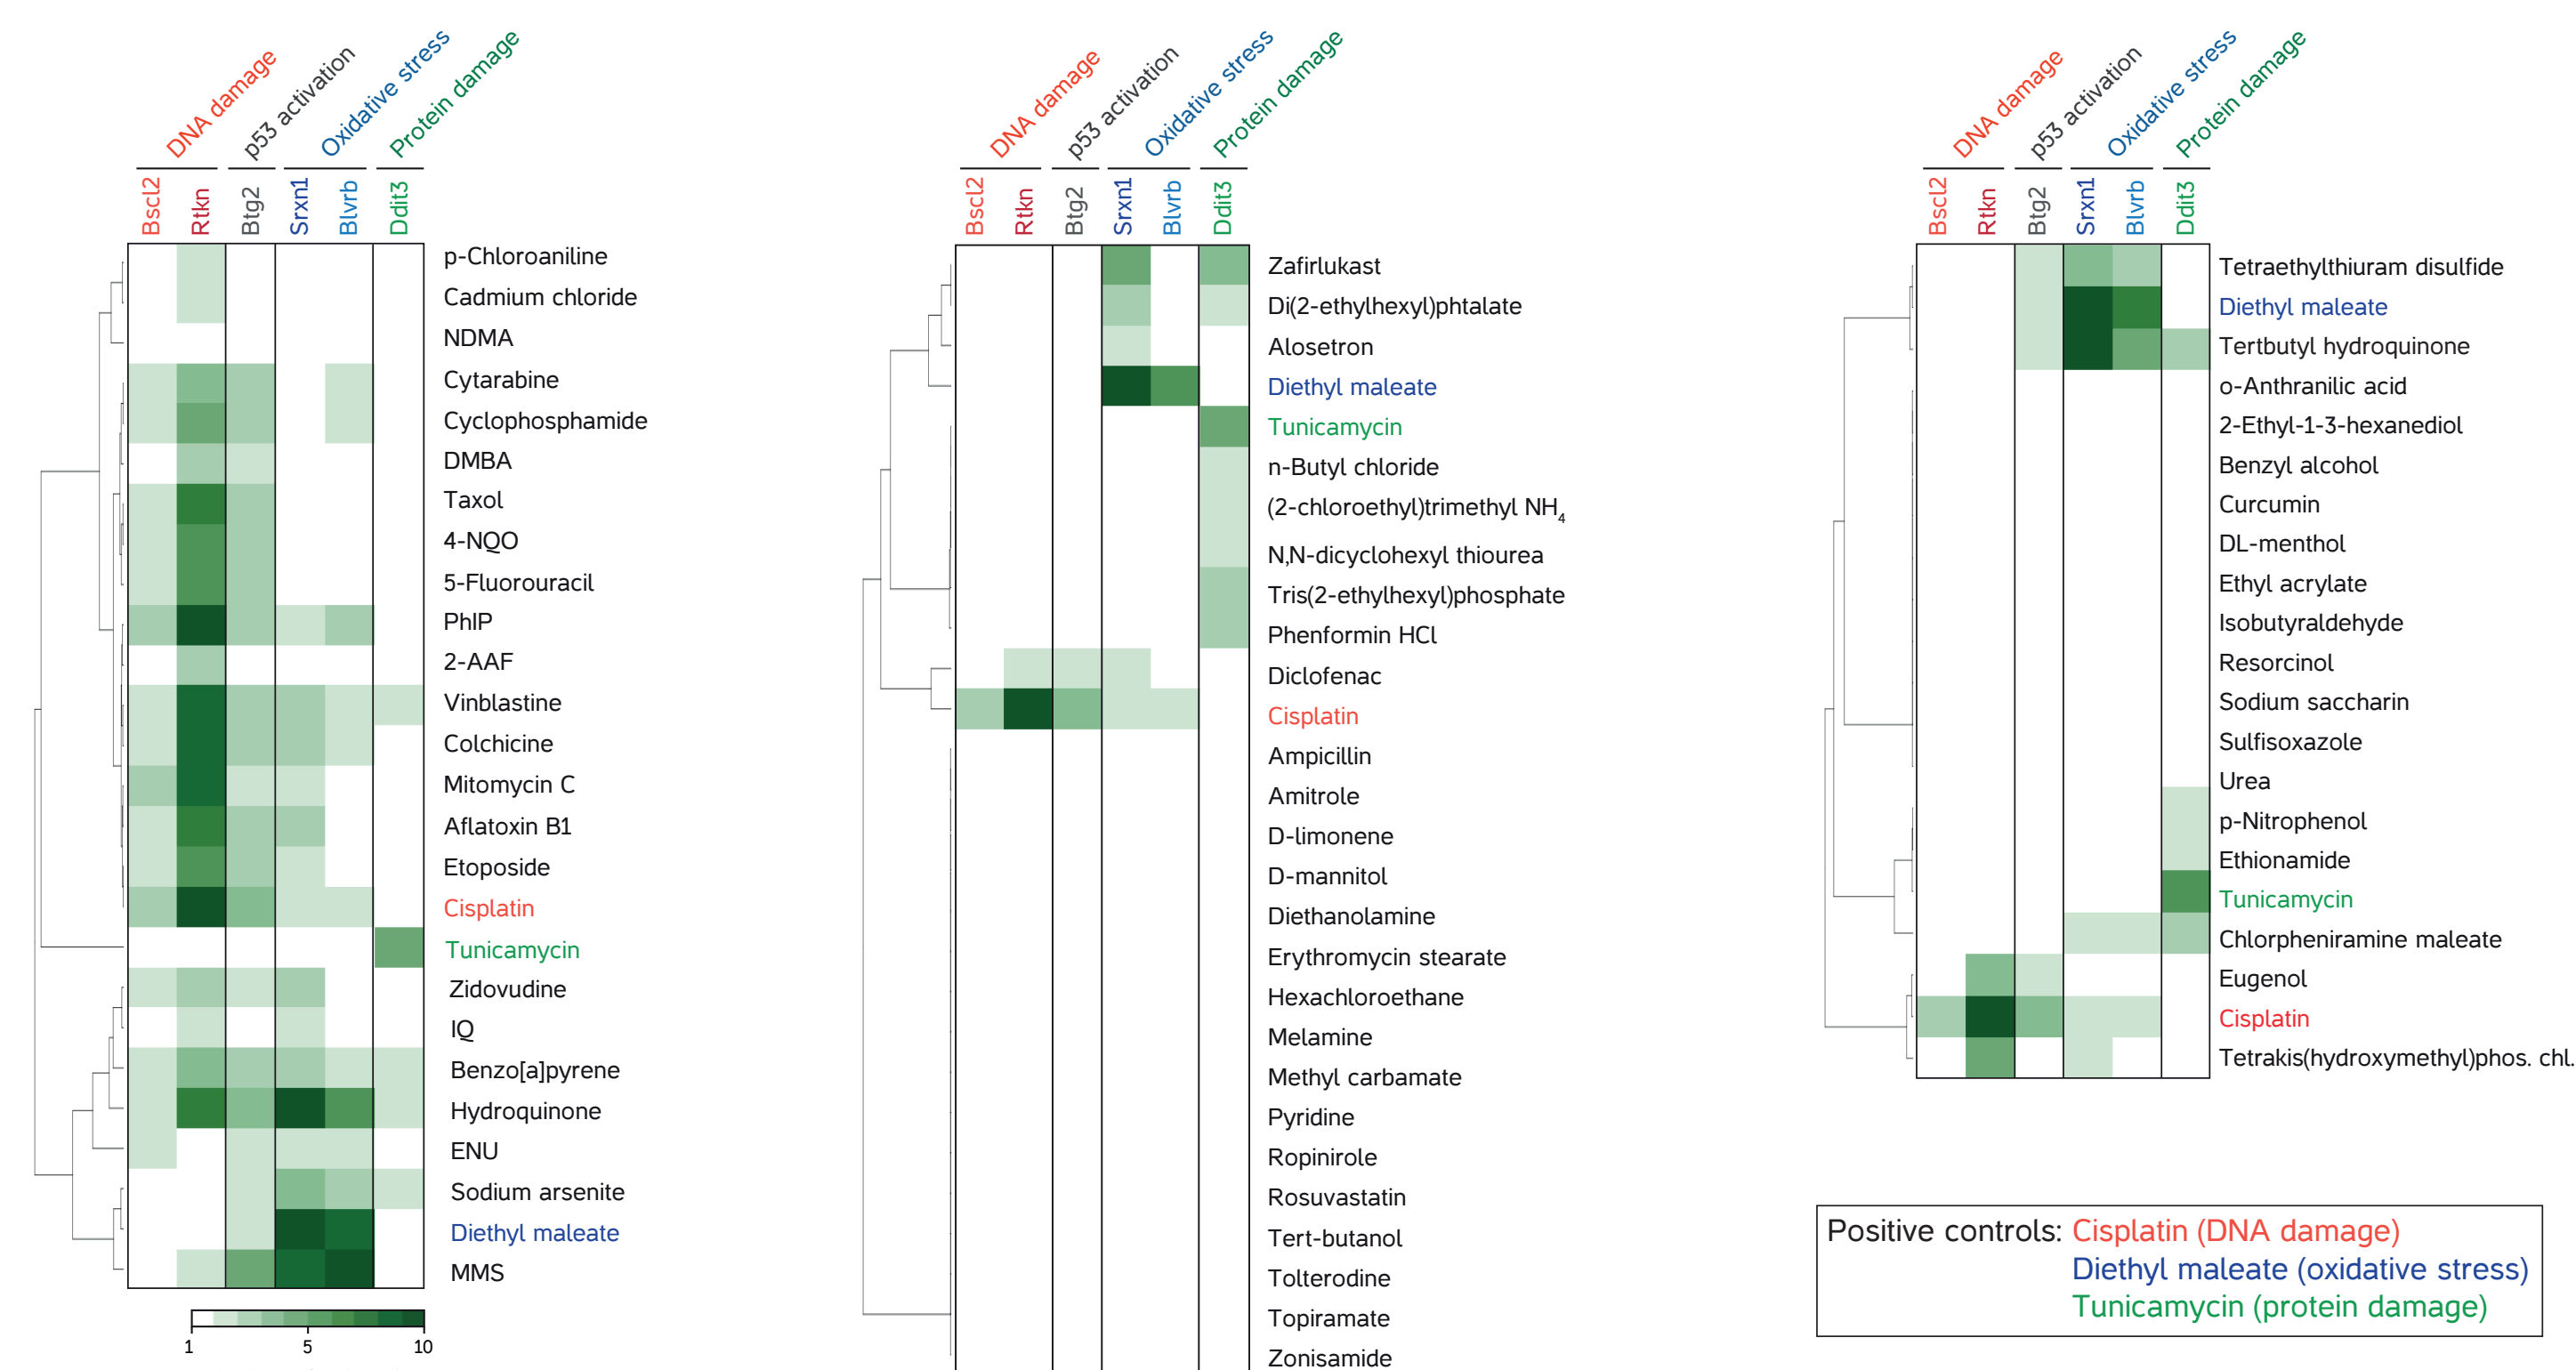 DNA damage
p53 activation
Oxidative stress
Protein damage
Bscl2
Rtkn
Btg2
Srxn1
Blvrb
Ddit3
p-Chloroaniline
Cadmium chloride
NDMA
Cytarabine
Cyclophosphamide
DMBA
Taxol
4-NQO
5-Fluorouracil
PhIP
2-AAF
Vinblastine
Colchicine
Mitomycin C
Aflatoxin B1
Etoposide
Cisplatin
Tunicamycin
Zidovudine
IQ
Benzo[a]pyrene
Hydroquinone
ENU
Sodium arsenite
Diethyl maleate
MMS
1 5 10
DNA damage
p53 activation
Oxidative stress
Protein damage
Bscl2
Rtkn
Btg2
Srxn1
Blvrb
Ddit3
Zafirlukast
Di(2-ethylhexyl)phtalate
Alosetron
Diethyl maleate
Tunicamycin
n-Butyl chloride
(2-chloroethyl)trimethyl NH4
N,N-dicyclohexyl thiourea
Tris(2-ethylhexyl)phosphate
Phenformin HCl
Diclofenac
Cisplatin
Ampicillin
Amitrole
D-limonene
D-mannitol
Diethanolamine
Erythromycin stearate
Hexachloroethane
Melamine
Methyl carbamate
Pyridine
Ropinirole
Rosuvastatin
Tert-butanol
Tolterodine
Topiramate
Zonisamide
DNA damage
p53 activation
Oxidative stress
Protein damage
Bscl2
Rtkn
Btg2
Srxn1
Blvrb
Ddit3
Tetraethylthiuram disulfide
Diethyl maleate
Tertbutyl hydroquinone
o-Anthranilic acid
2-Ethyl-1-3-hexanediol
Benzyl alcohol
Curcumin
DL-menthol
Ethyl acrylate
Isobutyraldehyde
Resorcinol
Sodium saccharin
Sulfisoxazole
Urea
p-Nitrophenol
Ethionamide
Tunicamycin
Chlorpheniramine maleate
Eugenol
Cisplatin
Tetrakis(hydroxymethyl)phos. chl.
Positive controls: Cisplatin (DNA damage)
Diethyl maleate (oxidative stress)
Tunicamycin (protein damage)